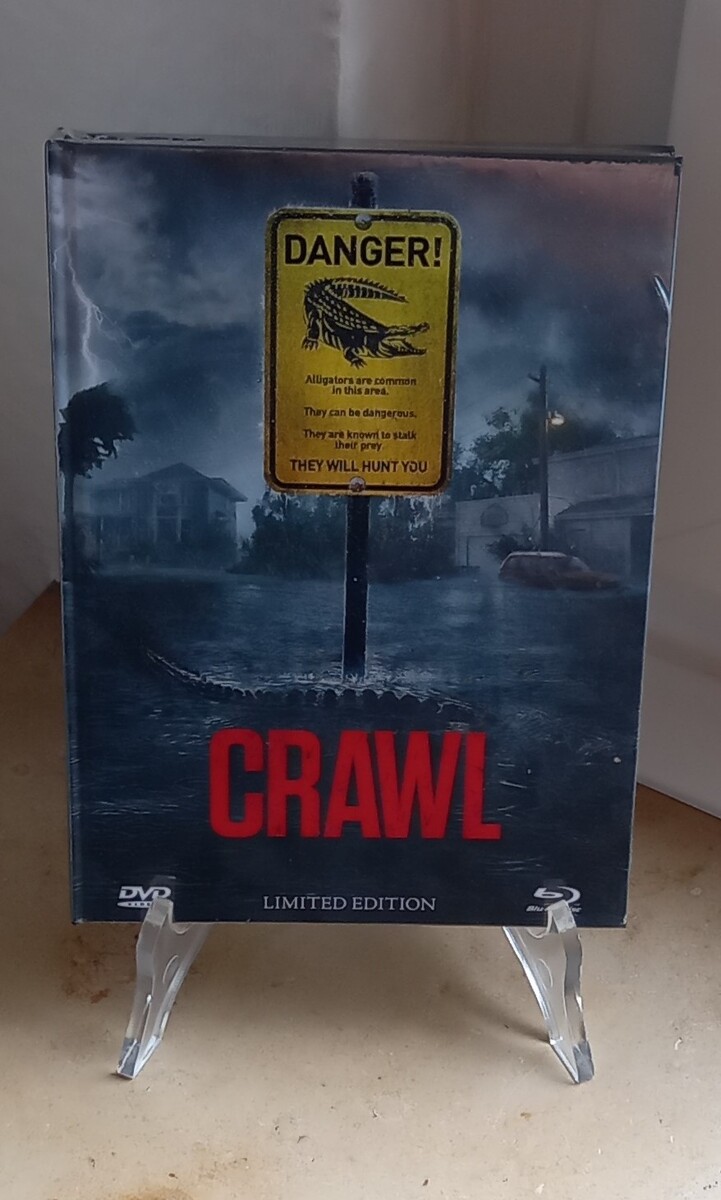 DANGER!
Alligators are common
in this area.
They can be dangerous.
They are known to stalk
their prey
THEY WILL HUNT YOU
CRAWL
DVD
VIDEO
LIMITED EDITION
Blu-ray Disc